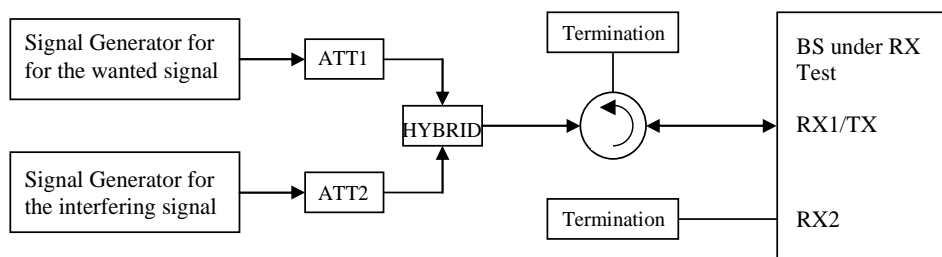 Signal Generator for
for the wanted signal
ATT1
Termination
BS under RX
Test
HYBRID
RX1/TX
Signal Generator for
the interfering signal
ATT2
Termination
RX2